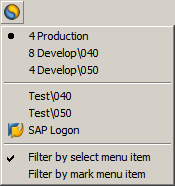 4 Production
8 Develop\040
4 Develop\050
Test\040
Test\050
SAP Logon
Filter by select menu item
Filter by mark menu item